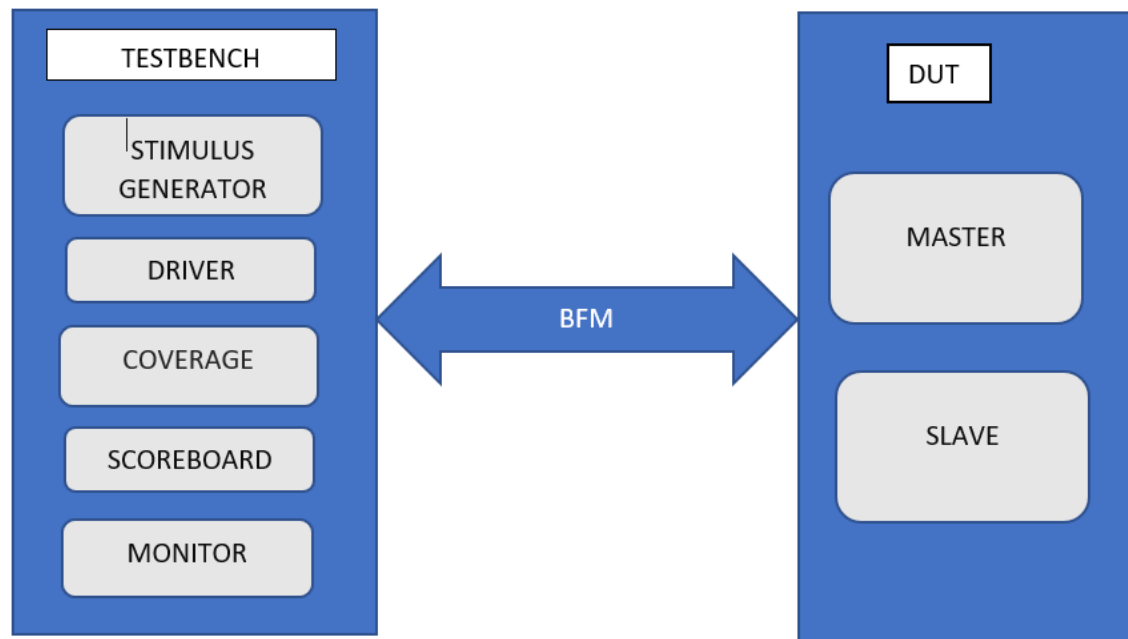 TESTBENCH
STIMULUS
GENERATOR
DRIVER
COVERAGE
SCOREBOARD
MONITOR
BFM
DUT
MASTER
SLAVE